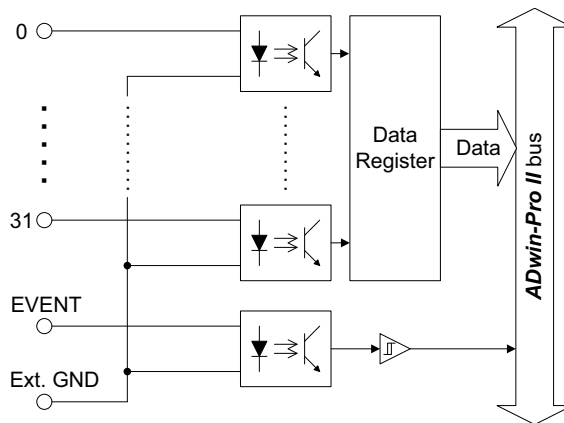 0
Data
Register
Data
ADwin-Pro II bus
31
EVENT
Ext. GND